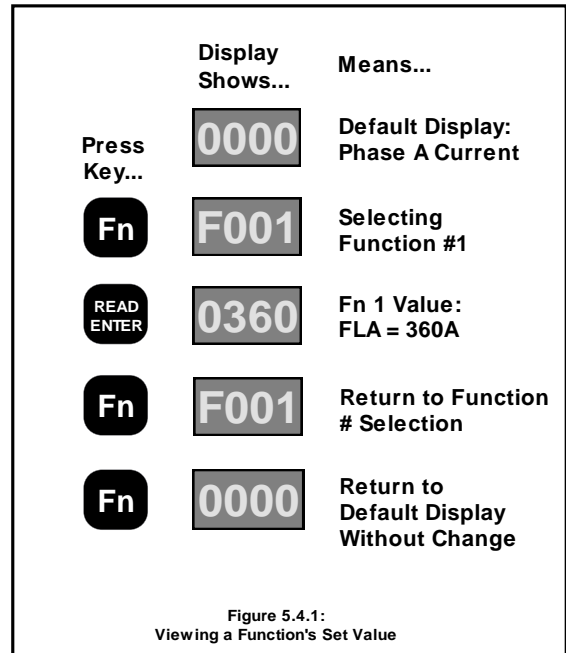 Display
Shows...
Means...
Press
Key...
0000
Default Display:
Phase A Current
Fn
F001
Selecting
Function #1
READ
ENTER
0360
Fn 1 Value:
FLA = 360A
Fn
F001
Return to Function
# Selection
Fn
0000
Return to
Default Display
Without Change
Figure 5.4.1:
Viewing a Function's Set Value